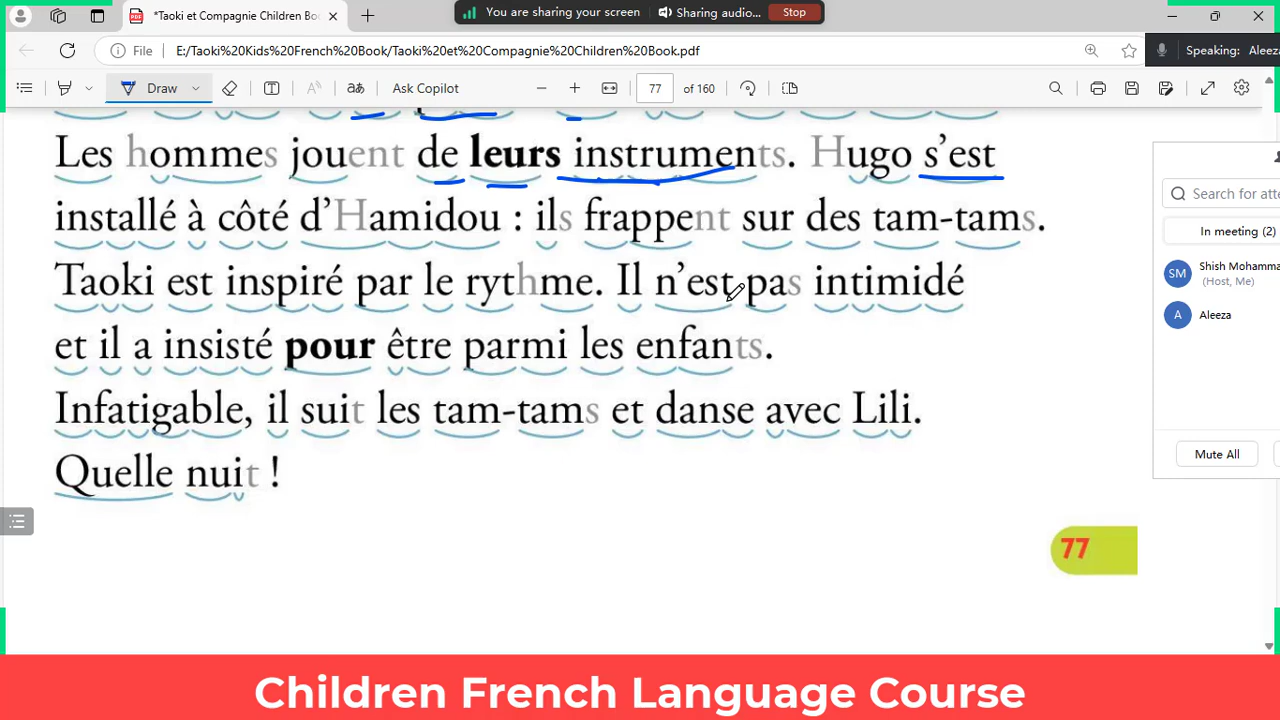 *Taoki et Compagnie Children Bo
You are sharing your screen
Sharing audio...
Stop
File
E:/Taoki%20Kids%20French%20Book/Taoki%20et%20Compagnie%20Children%20Book.pdf
Speaking: Aleez
Draw
Ask Copilot
77 of 160
Les hommes jouent de leurs instruments. Hugo s'est
installé à côté d'Hamidou : ils frappent sur des tam-tams.
Taoki est inspiré par le rythme. Il n'est pas intimidé
et il a insisté pour être parmi les enfants.
Infatigable, il suit les tam-tams et danse avec Lili.
Quelle nuit !
77
Search for atte
In meeting (2)
SM
Shish Mohamma
(Host, Me)
A
Aleeza
Mute All
Children French Language Course